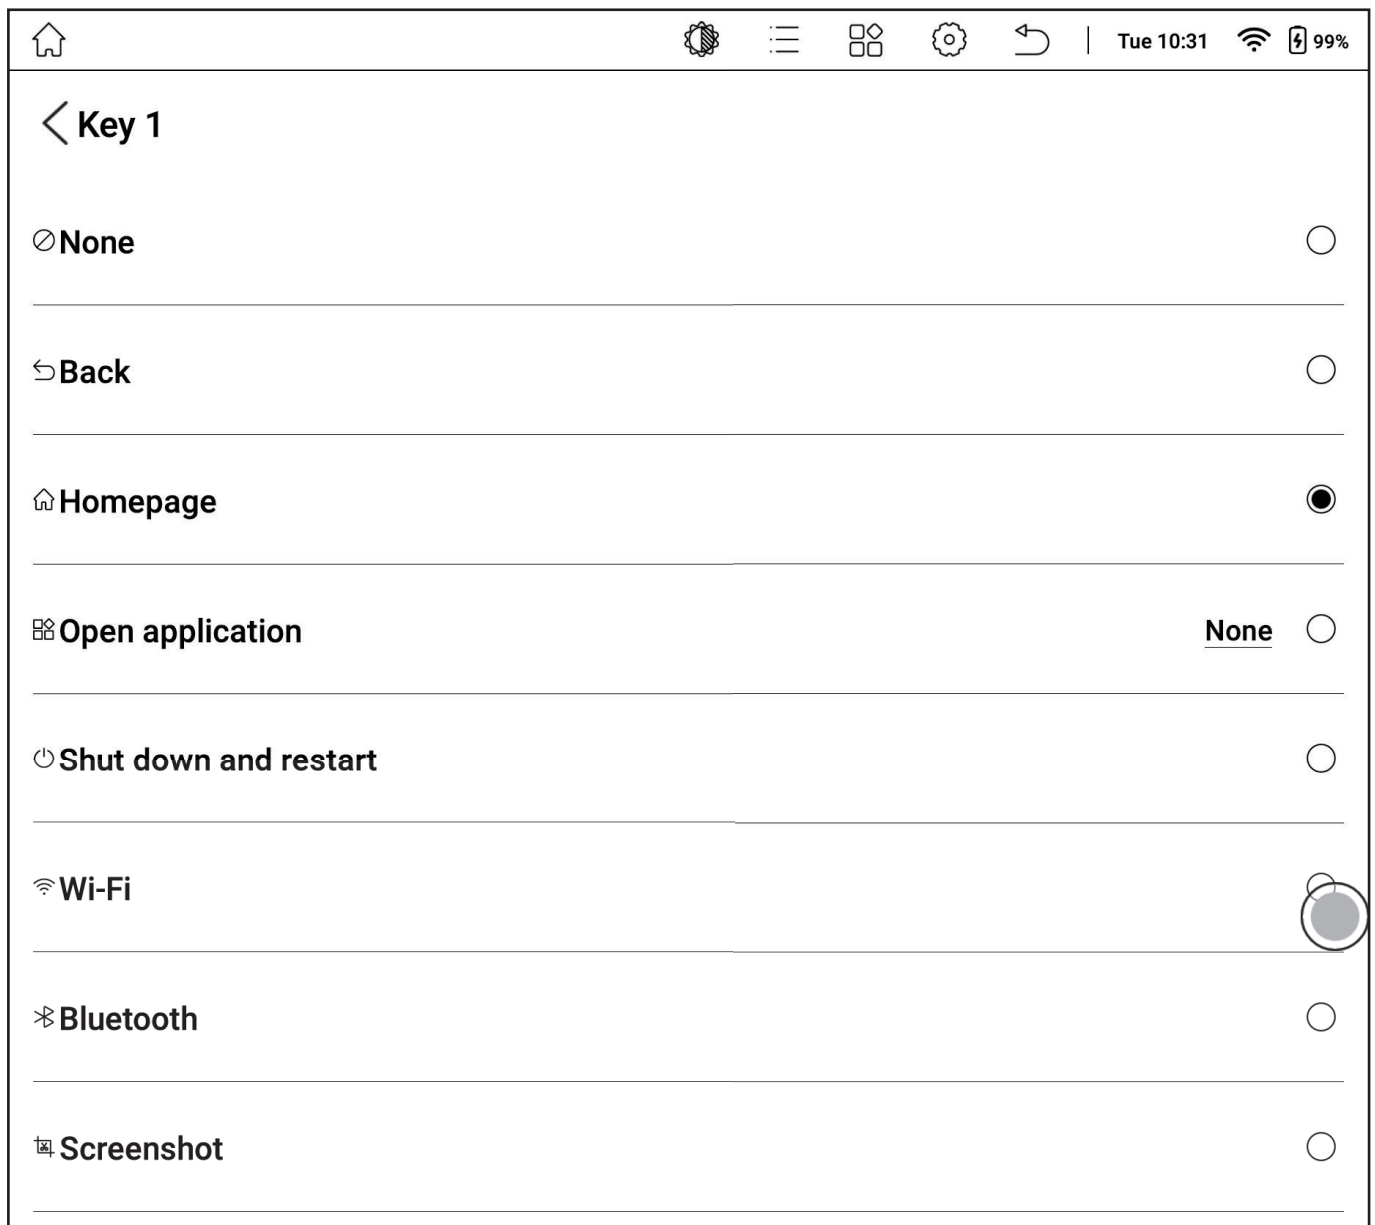 Tue 10:31 99%
Key 1
None
Back
Homepage
Open application None
Shut down and restart
Wi-Fi
Bluetooth
Screenshot